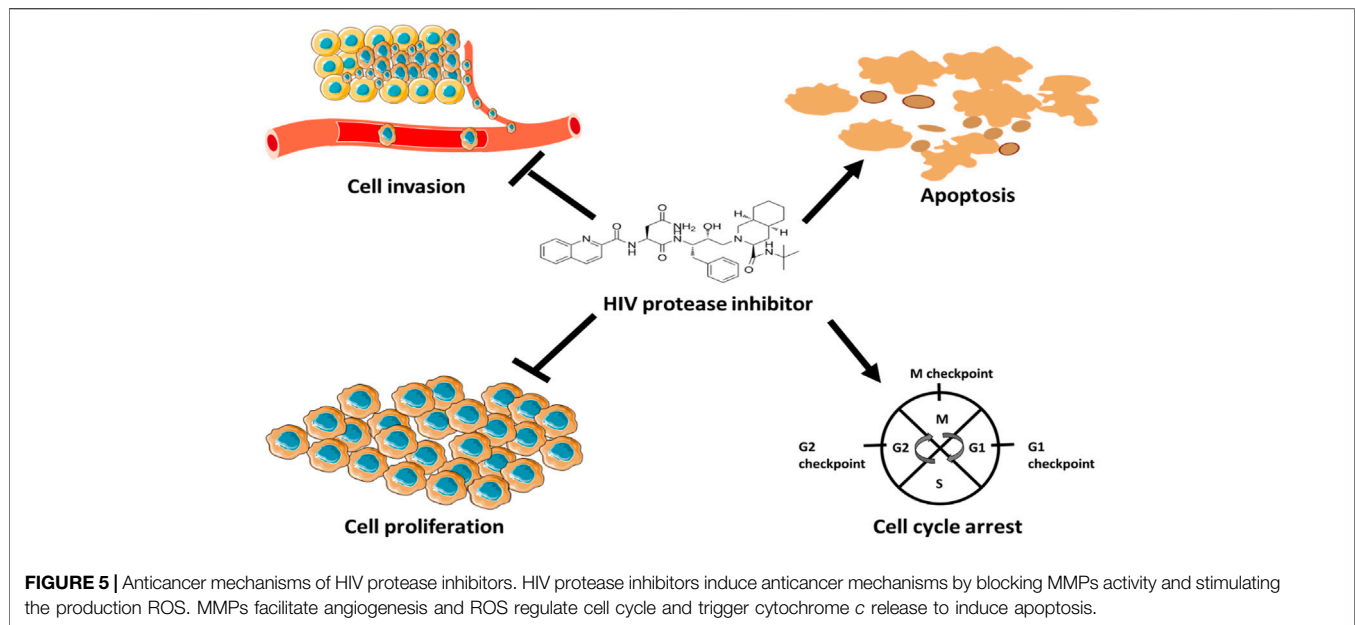 Cell invasion
Apoptosis
O
NH2
OH
H
H
N
O
N
H
O
H
N
N
H
N
O
HIV protease inhibitor
M checkpoint
M
G2
checkpoint
G2
G1
G1
checkpoint
S
Cell proliferation
Cell cycle arrest
FIGURE 5 | Anticancer mechanisms of HIV protease inhibitors. HIV protease inhibitors induce anticancer mechanisms by blocking MMPs activity and stimulating
the production ROS. MMPs facilitate angiogenesis and ROS regulate cell cycle and trigger cytochrome c release to induce apoptosis.